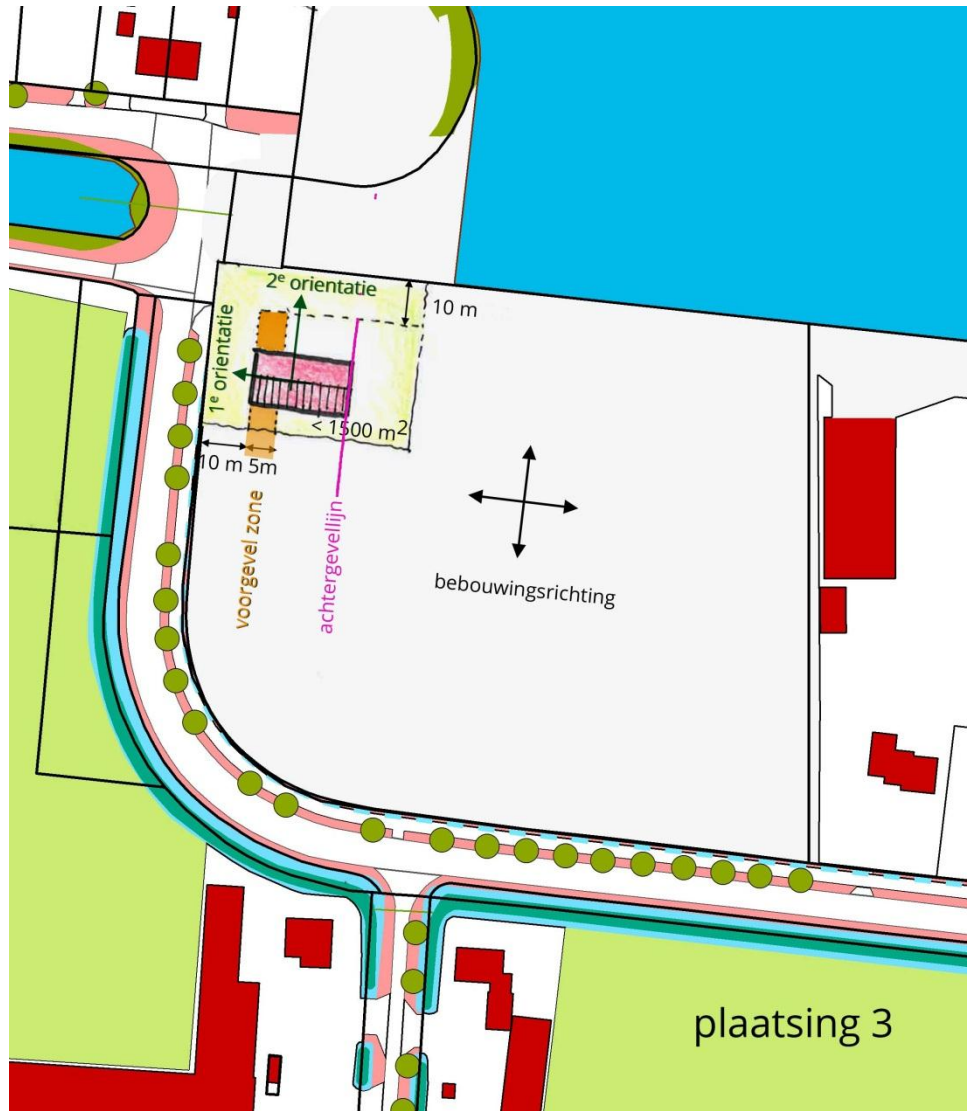 2e orientatie
10 m
1e orientatie
< 1500 m2
10 m 5m
voorgevel zone
achtergevellijn
bebouwingsrichting
plaatsing 3